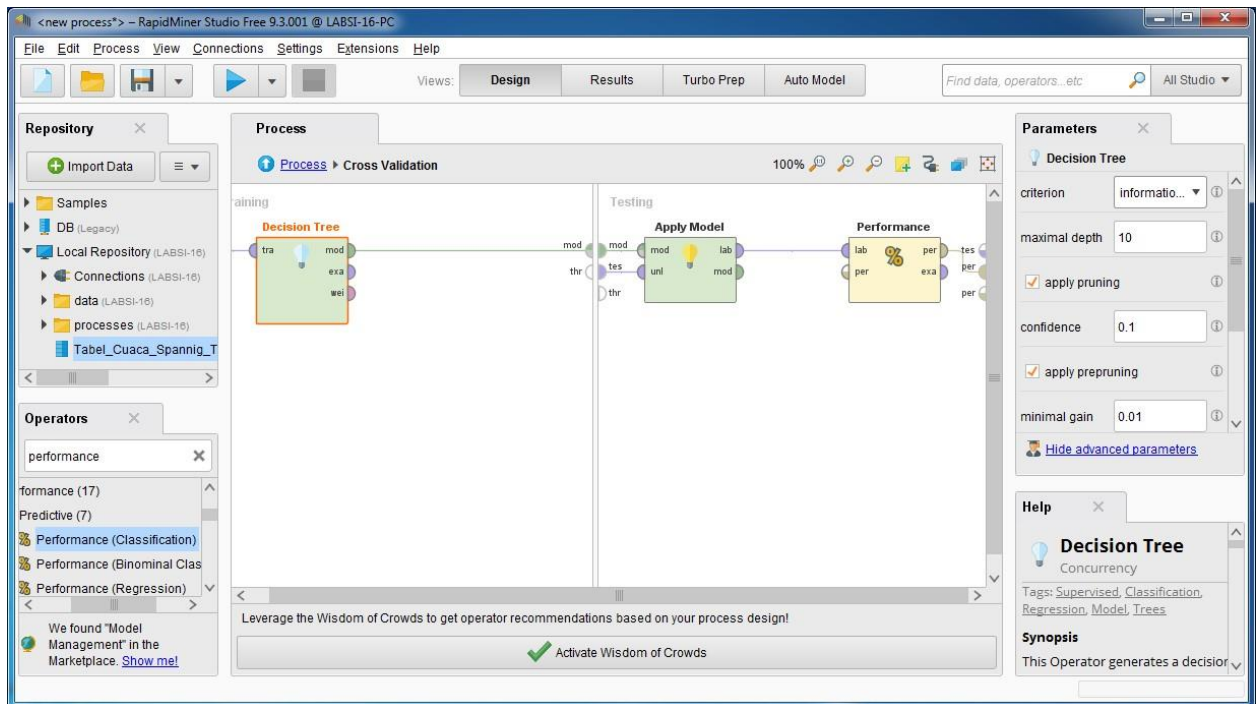 <new process*> – RapidMiner Studio Free 9.3.001 @ LABSI-16-PC
File Edit Process View Connections Settings Extensions Help
Views: Design Results Turbo Prep Auto Model
Find data, operators...etc
All Studio
Repository
Import Data
Samples
DB (Legacy)
Local Repository (LABSI-16)
Connections (LABSI-16)
data (LABSI-16)
processes (LABSI-16)
Tabel_Cuaca_Spannig_T
Operators
performance
formance (17)
Predictive (7)
Performance (Classification)
Performance (Binominal Clas
Performance (Regression)
We found "Model
Management" in the
Marketplace. Show me!
Process
Process Cross Validation
100%
raining
Decision Tree
tra mod
exa
wei
mod
thr
Testing
mod
tes
thr
Apply Model
mod lab
unl mod
Performance
lab % per
per exa
tes
per
per
Leverage the Wisdom of Crowds to get operator recommendations based on your process design!
Activate Wisdom of Crowds
Parameters
Decision Tree
criterion informatio...
maximal depth 10
apply pruning
confidence 0.1
apply prepruning
minimal gain 0.01
Hide advanced parameters
Help
Decision Tree
Concurrency
Tags: Supervised, Classification,
Regression, Model, Trees
Synopsis
This Operator generates a decision